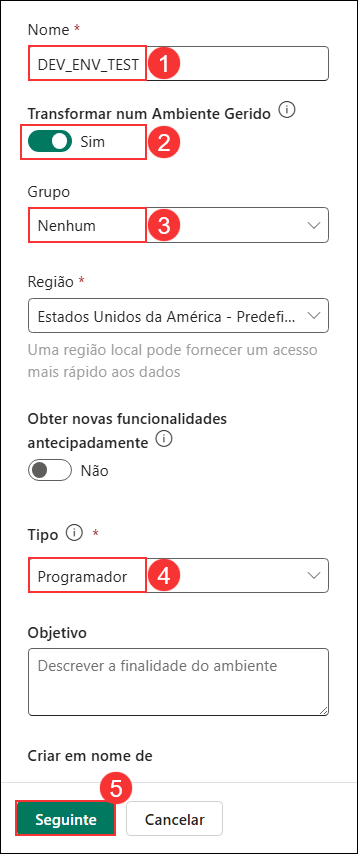 Nome *
DEV_ENV_TEST
1
Transformar num Ambiente Gerido
Sim
2
Grupo
Nenhum
3
Região *
Estados Unidos da América - Predefi...
Uma região local pode fornecer um acesso
mais rápido aos dados
Obter novas funcionalidades
antecipadamente
Não
Tipo *
Programador
4
Objetivo
Descrever a finalidade do ambiente
Criar em nome de
5
Seguinte
Cancelar